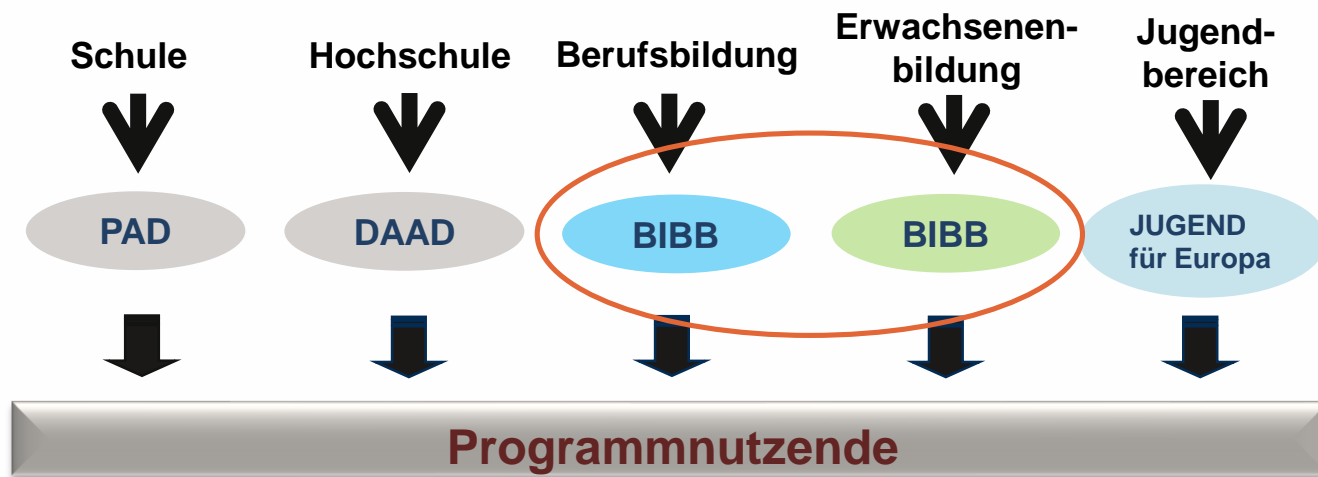 Schule
Hochschule
Berufsbildung
Erwachsenen-
bildung
Jugend-
bereich
PAD
DAAD
BIBB
BIBB
JUGEND
für Europa
Programmnutzende